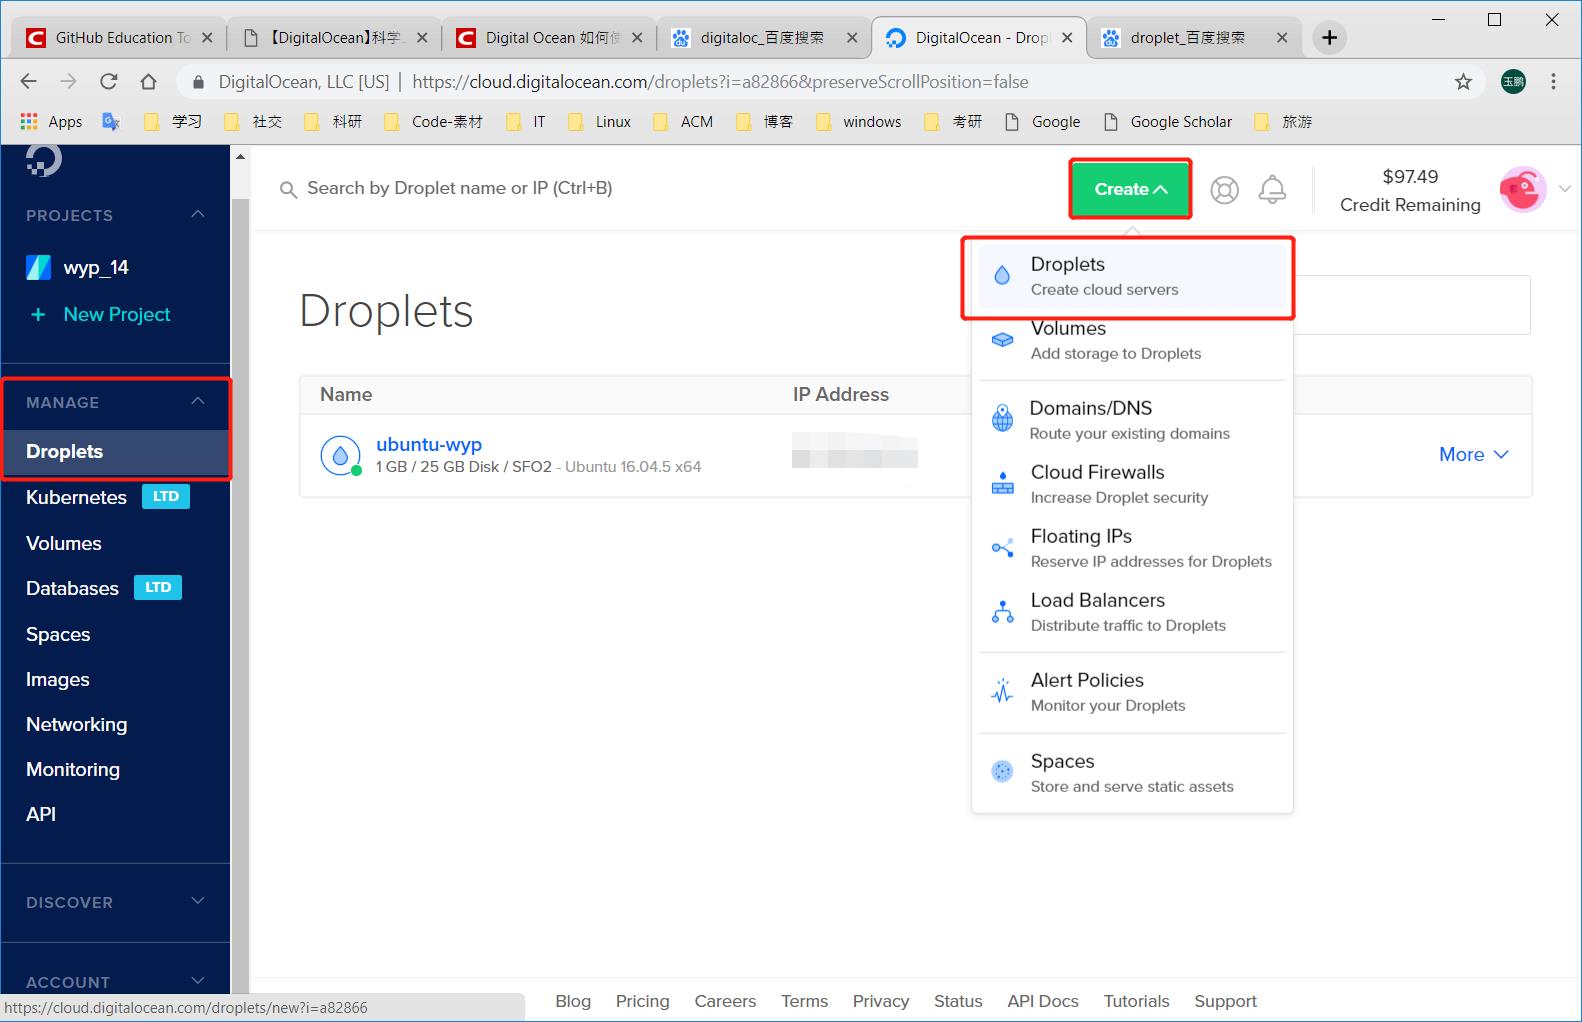 GitHub Education To
【DigitalOcean】科学
Digital Ocean 如何使
digitaloc_百度搜索
DigitalOcean - Drop
droplet_百度搜索
DigitalOcean, LLC [US] | https://cloud.digitalocean.com/droplets?i=a82866&preserveScrollPosition=false
玉鹏
Apps
学习
社交
科研
Code-素材
IT
Linux
ACM
博客
windows
考研
Google
Google Scholar
旅游
PROJECTS
wyp_14
+ New Project
MANAGE
Droplets
Kubernetes LTD
Volumes
Databases LTD
Spaces
Images
Networking
Monitoring
API
DISCOVER
ACCOUNT
https://cloud.digitalocean.com/droplets/new?i=a82866
Search by Droplet name or IP (Ctrl+B)
Create
$97.49
Credit Remaining
Droplets
Name
IP Address
ubuntu-wyp
1 GB / 25 GB Disk / SFO2 - Ubuntu 16.04.5 x64
More
Droplets
Create cloud servers
Volumes
Add storage to Droplets
Domains/DNS
Route your existing domains
Cloud Firewalls
Increase Droplet security
Floating IPs
Reserve IP addresses for Droplets
Load Balancers
Distribute traffic to Droplets
Alert Policies
Monitor your Droplets
Spaces
Store and serve static assets
Blog
Pricing
Careers
Terms
Privacy
Status
API Docs
Tutorials
Support